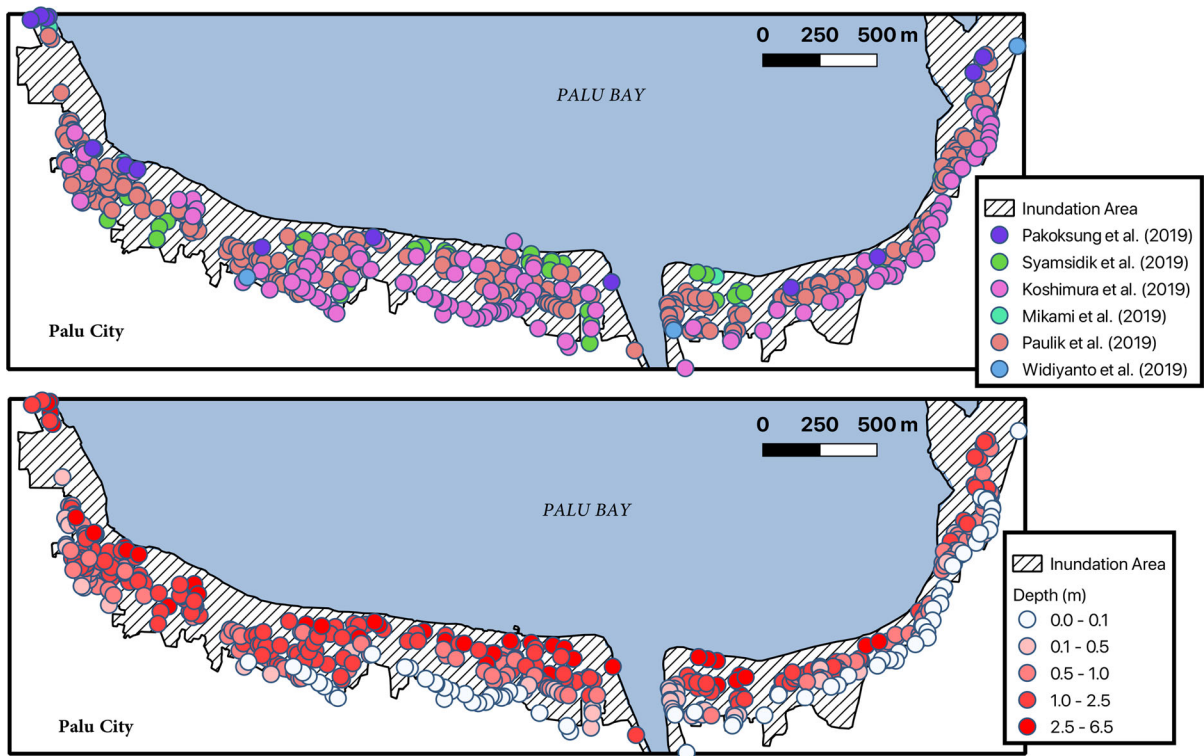 0 250 500 m
PALU BAY
Palu City
Inundation Area
Pakoksung et al. (2019)
Syamsidik et al. (2019)
Koshimura et al. (2019)
Mikami et al. (2019)
Paulik et al. (2019)
Widiyanto et al. (2019)
0 250 500 m
PALU BAY
Palu City
Inundation Area
Depth (m)
0.0 - 0.1
0.1 - 0.5
0.5 - 1.0
1.0 - 2.5
2.5 - 6.5